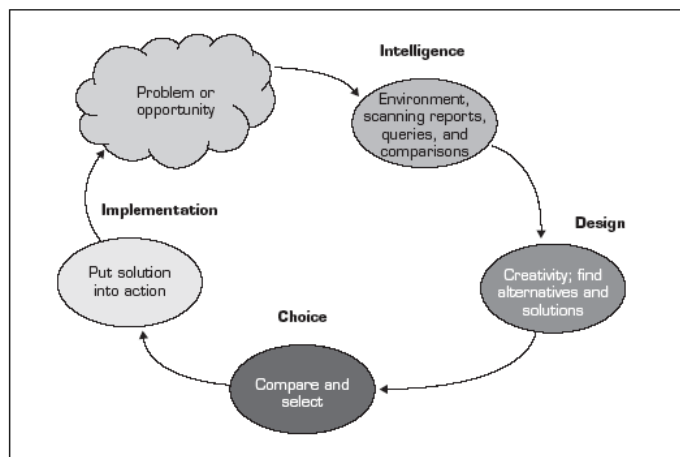 Problem or
opportunity
Intelligence
Environment,
scanning reports,
queries, and
comparisons
Design
Creativity; find
alternatives and
solutions
Choice
Compare and
select
Implementation
Put solution
into action